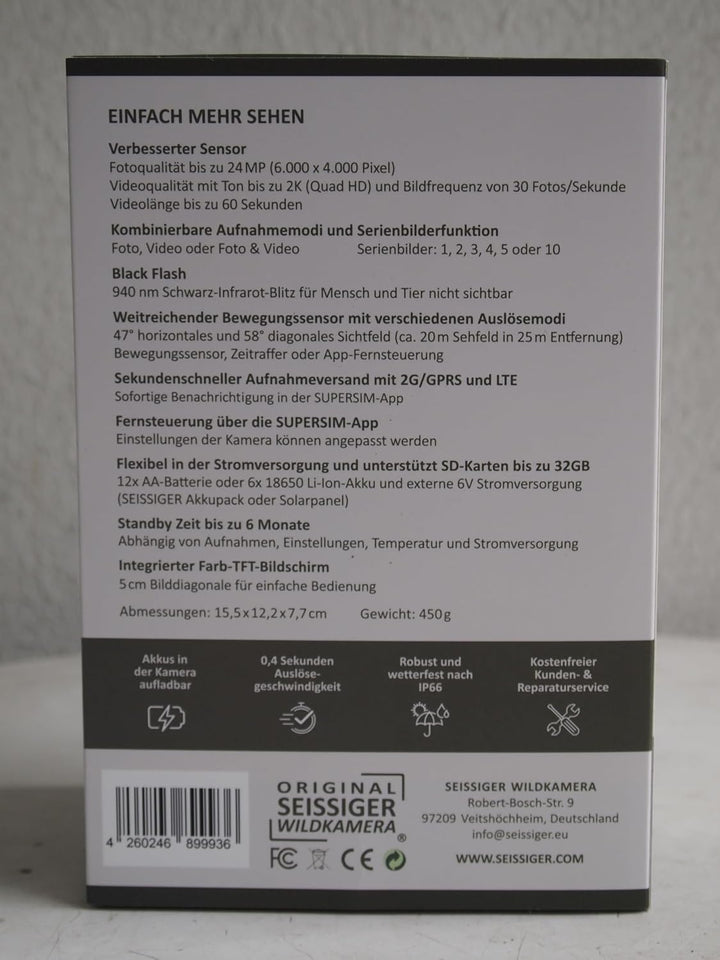 EINFACH MEHR SEHEN
Verbesserter Sensor
Fotoqualität bis zu 24 MP (6.000 x 4.000 Pixel)
Videoqualität mit Ton bis zu 2K (Quad HD) und Bildfrequenz von 30 Fotos/Sekunde
Videolänge bis zu 60 Sekunden
Kombinierbare Aufnahmemodi und Serienbilderfunktion
Foto, Video oder Foto & Video Serienbilder: 1, 2, 3, 4, 5 oder 10
Black Flash
940 nm Schwarz-Infrarot-Blitz für Mensch und Tier nicht sichtbar
Weitreichender Bewegungssensor mit verschiedenen Auslösemodi
47° horizontales und 58° diagonales Sichtfeld (ca. 20 m Sehfeld in 25 m Entfernung)
Bewegungssensor, Zeitraffer oder App-Fernsteuerung
Sekundenschneller Aufnahmeversand mit 2G/GPRS und LTE
Sofortige Benachrichtigung in der SUPERSIM-App
Fernsteuerung über die SUPERSIM-App
Einstellungen der Kamera können angepasst werden
Flexibel in der Stromversorgung und unterstützt SD-Karten bis zu 32GB
12x AA-Batterie oder 6x 18650 Li-Ion-Akku und externe 6V Stromversorgung
(SEISSIGER Akkupack oder Solarpanel)
Standby Zeit bis zu 6 Monate
Abhängig von Aufnahmen, Einstellungen, Temperatur und Stromversorgung
Integrierter Farb-TFT-Bildschirm
5 cm Bilddiagonale für einfache Bedienung
Abmessungen: 15,5 x 12,2 x 7,7 cm Gewicht: 450 g
Akkus in
der Kamera
aufladbar
0,4 Sekunden
Auslöse-
geschwindigkeit
Robust und
wetterfest nach
IP66
Kostenfreier
Kunden- &
Reparaturservice
4 260246 899936
ORIGINAL
SEISSIGER
WILDKAMERA®
FC CE
SEISSIGER WILDKAMERA
Robert-Bosch-Str. 9
97209 Veitshöchheim, Deutschland
info@seissiger.eu
WWW.SEISSIGER.COM